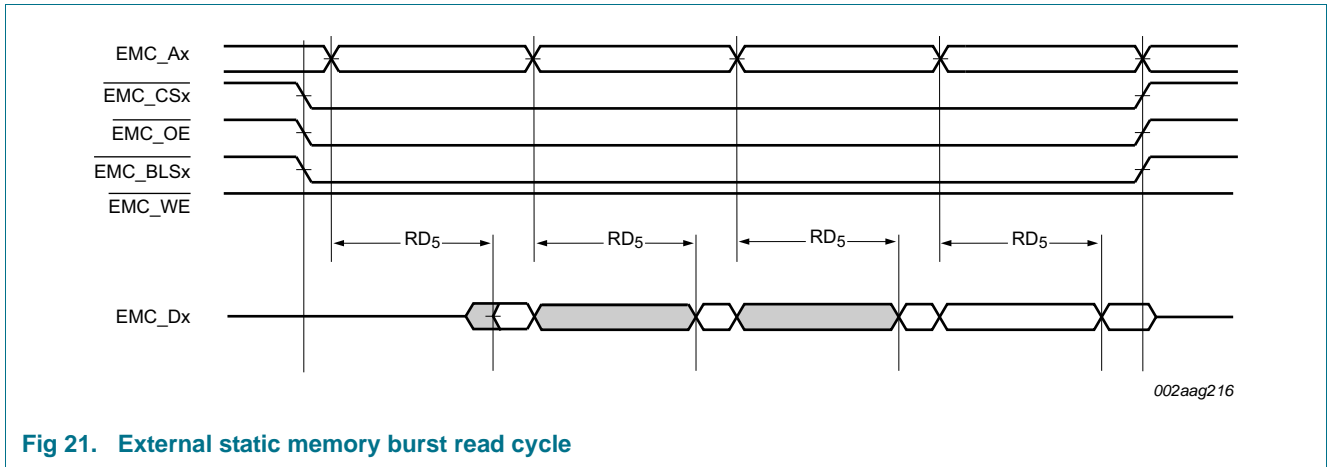 EMC_Ax
EMC_CSx
EMC_OE
EMC_BLSx
EMC_WE
RD5 RD5 RD5 RD5
EMC_Dx
002aag216
Fig 21. External static memory burst read cycle